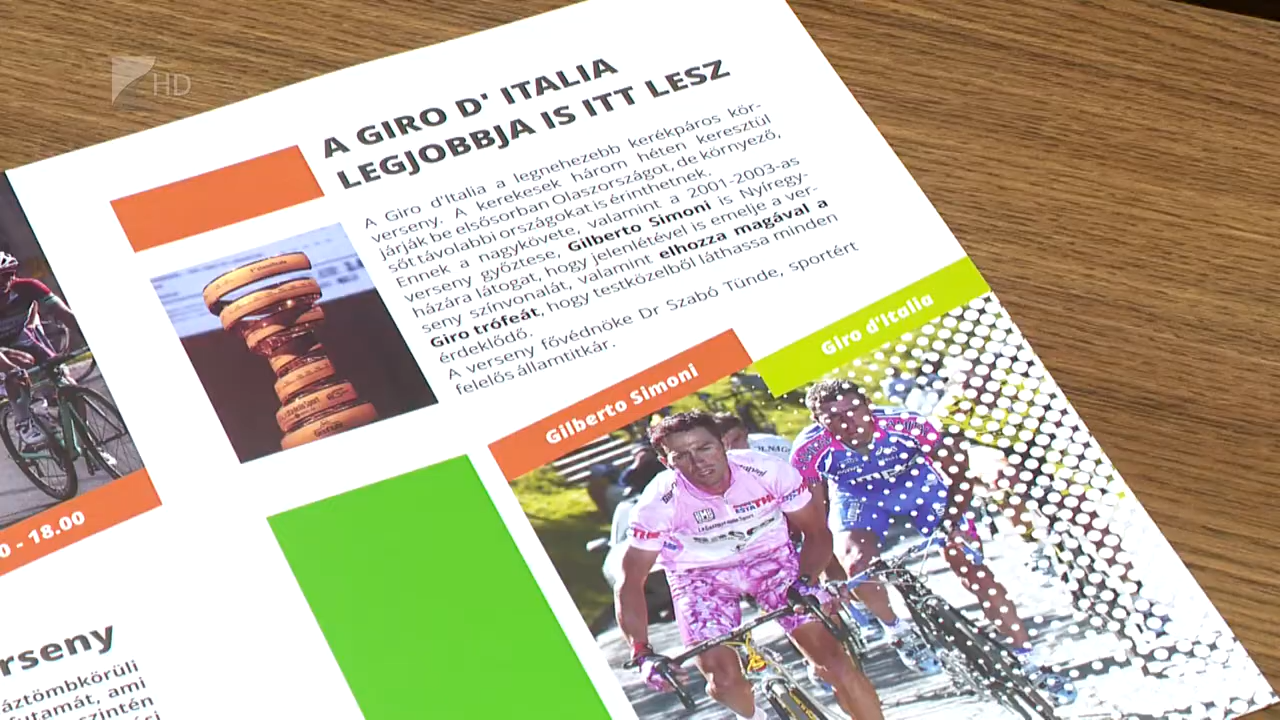 HD
A GIRO D' ITALIA
LEGJOBBJA IS ITT LESZ
A Giro d'Italia a legnehezebb kerékpáros kör-
verseny. A kerekesek három héten keresztül
járják be elsősorban Olaszországot, de környező,
sőt távolabbi országokat is érinthetnek.
Ennek a nagykövete, valamint a 2001-2003-as
verseny győztese, Gilberto Simoni is Nyíregy-
házára látogat, hogy jelenlétével is emelje a ver-
seny színvonalát, valamint elhozza magával a
Giro trófeát, hogy testközelből láthassa minden
érdeklődő.
A verseny fővédnöke Dr Szabó Tünde, sportért
felelős államtitkár.
Gilberto Simoni
Giro d'Italia
0 - 18.00
rseny
áztömbkörüli
futamát, ami
szintén